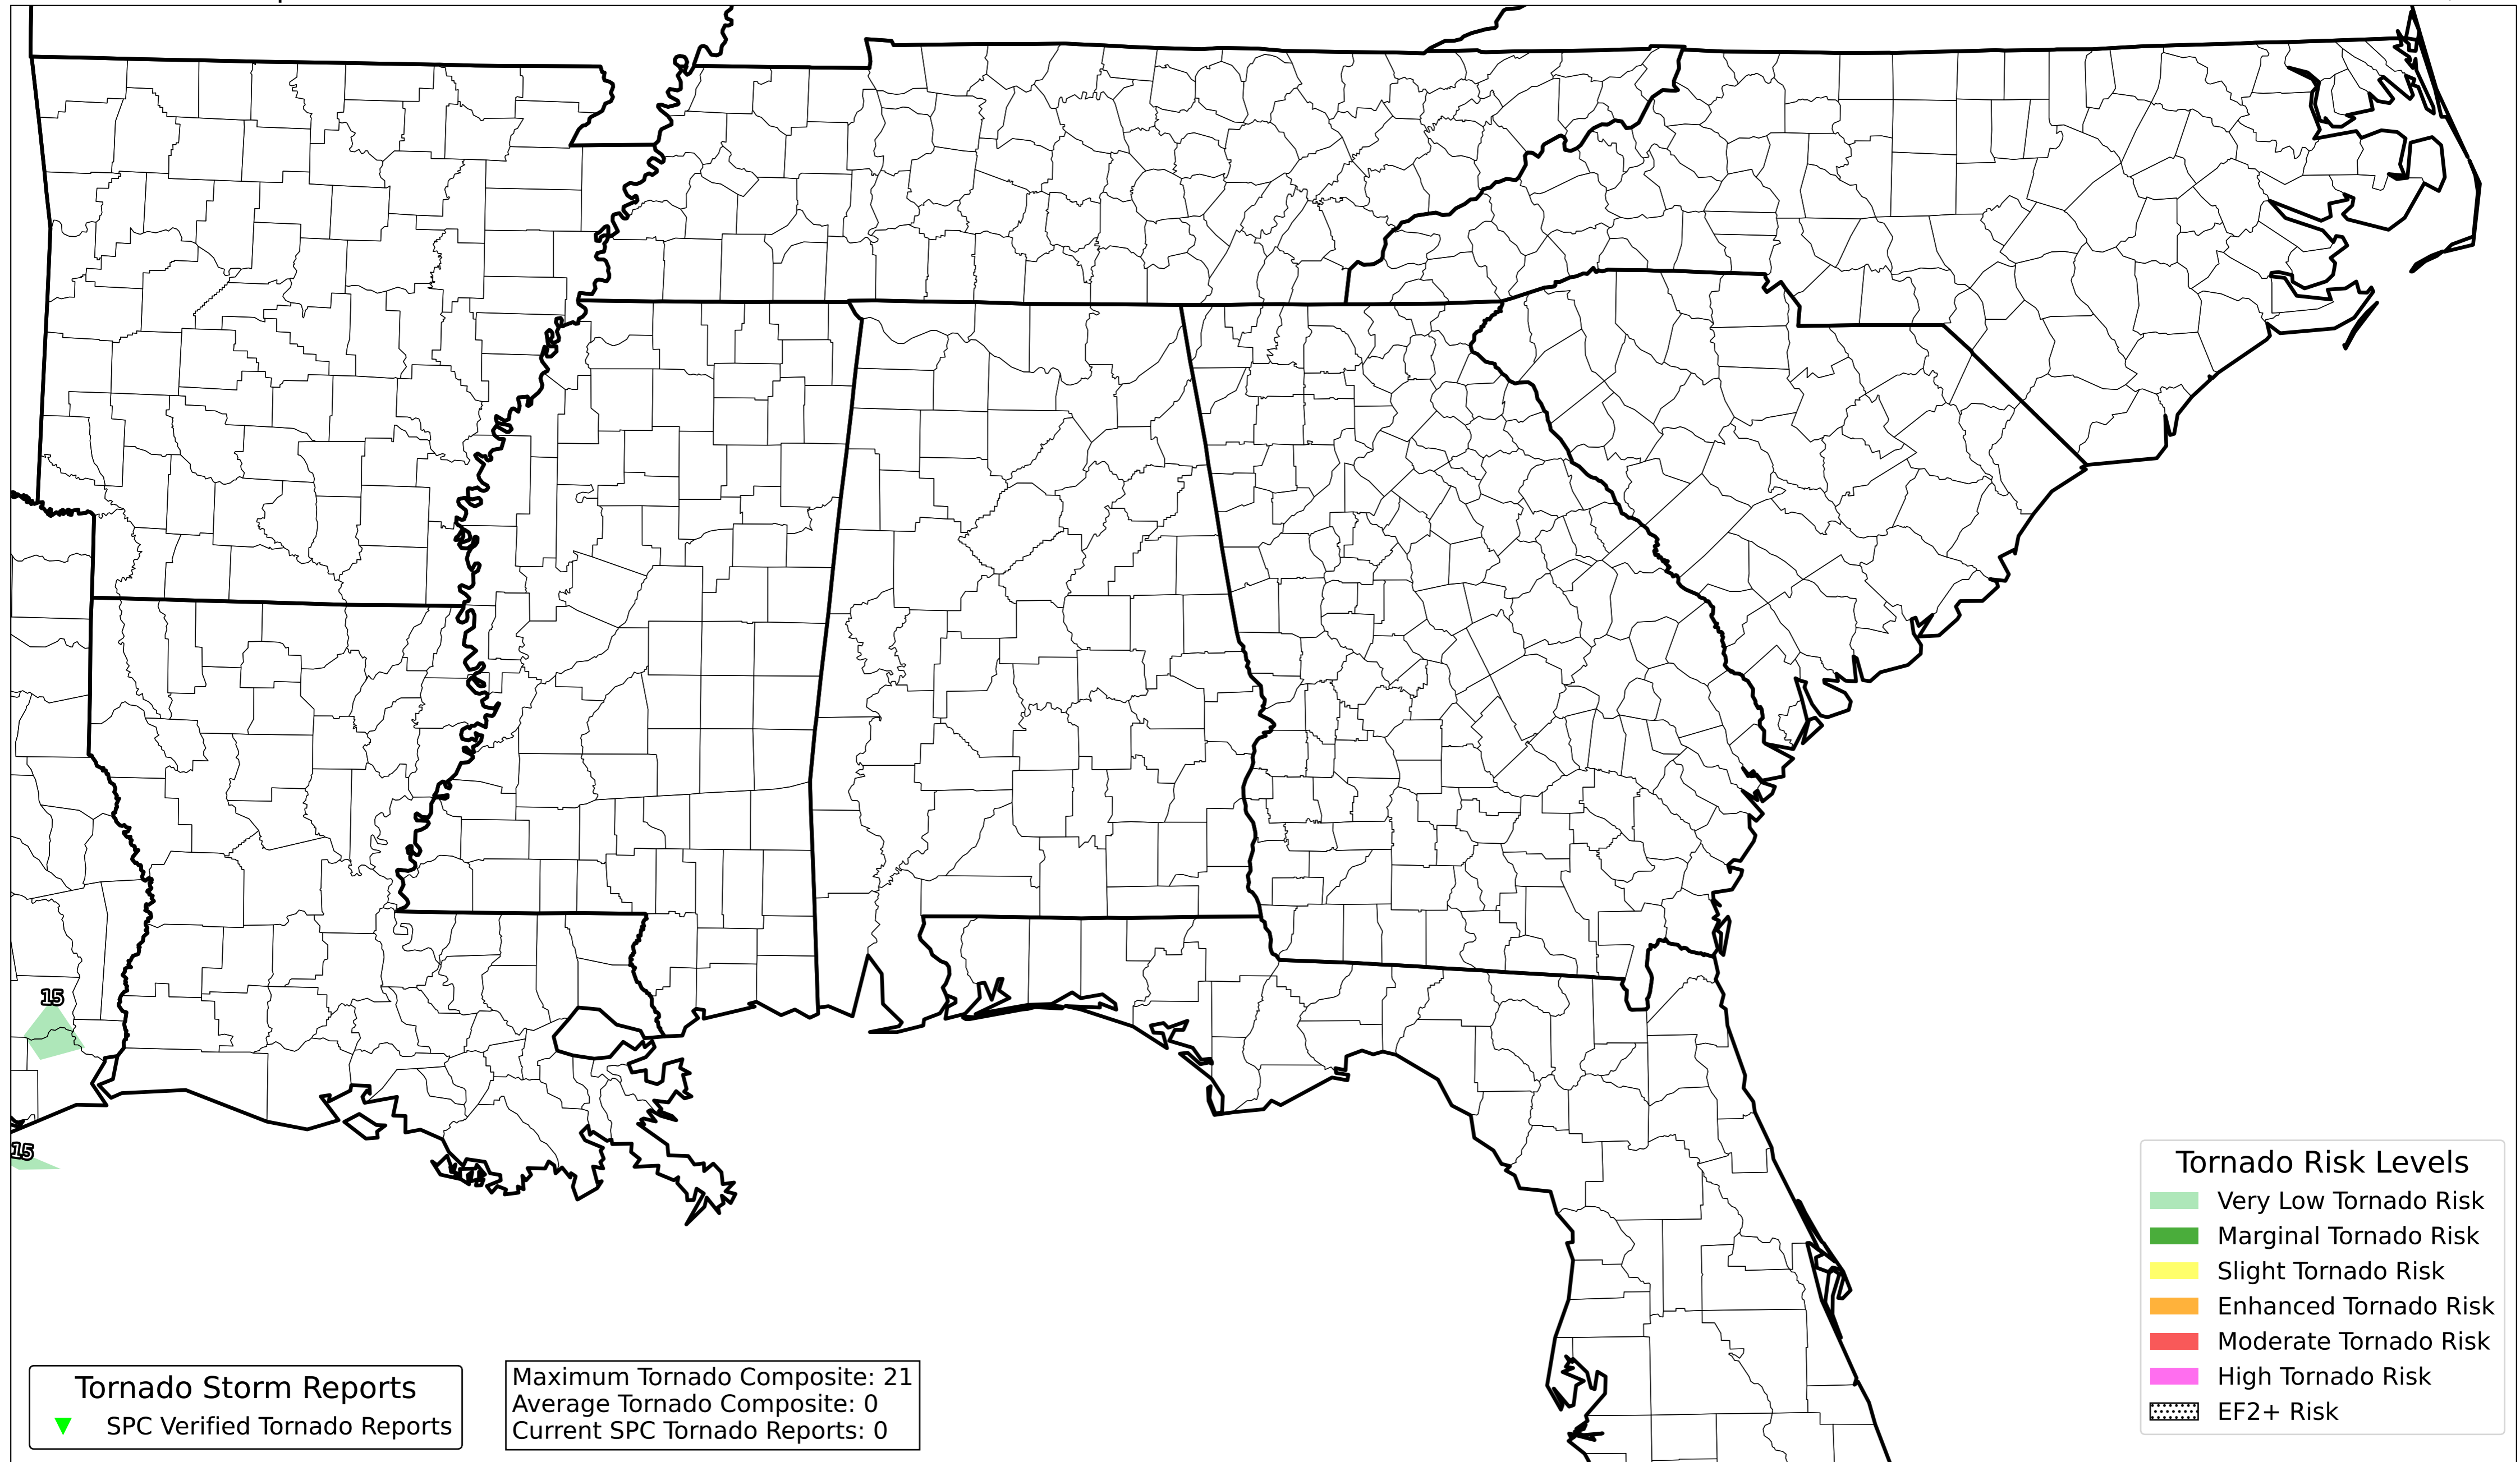 15
15
Tornado Storm Reports
SPC Verified Tornado Reports
Maximum Tornado Composite: 21
Average Tornado Composite: 0
Current SPC Tornado Reports: 0
Tornado Risk Levels
Very Low Tornado Risk
Marginal Tornado Risk
Slight Tornado Risk
Enhanced Tornado Risk
Moderate Tornado Risk
High Tornado Risk
EF2+ Risk